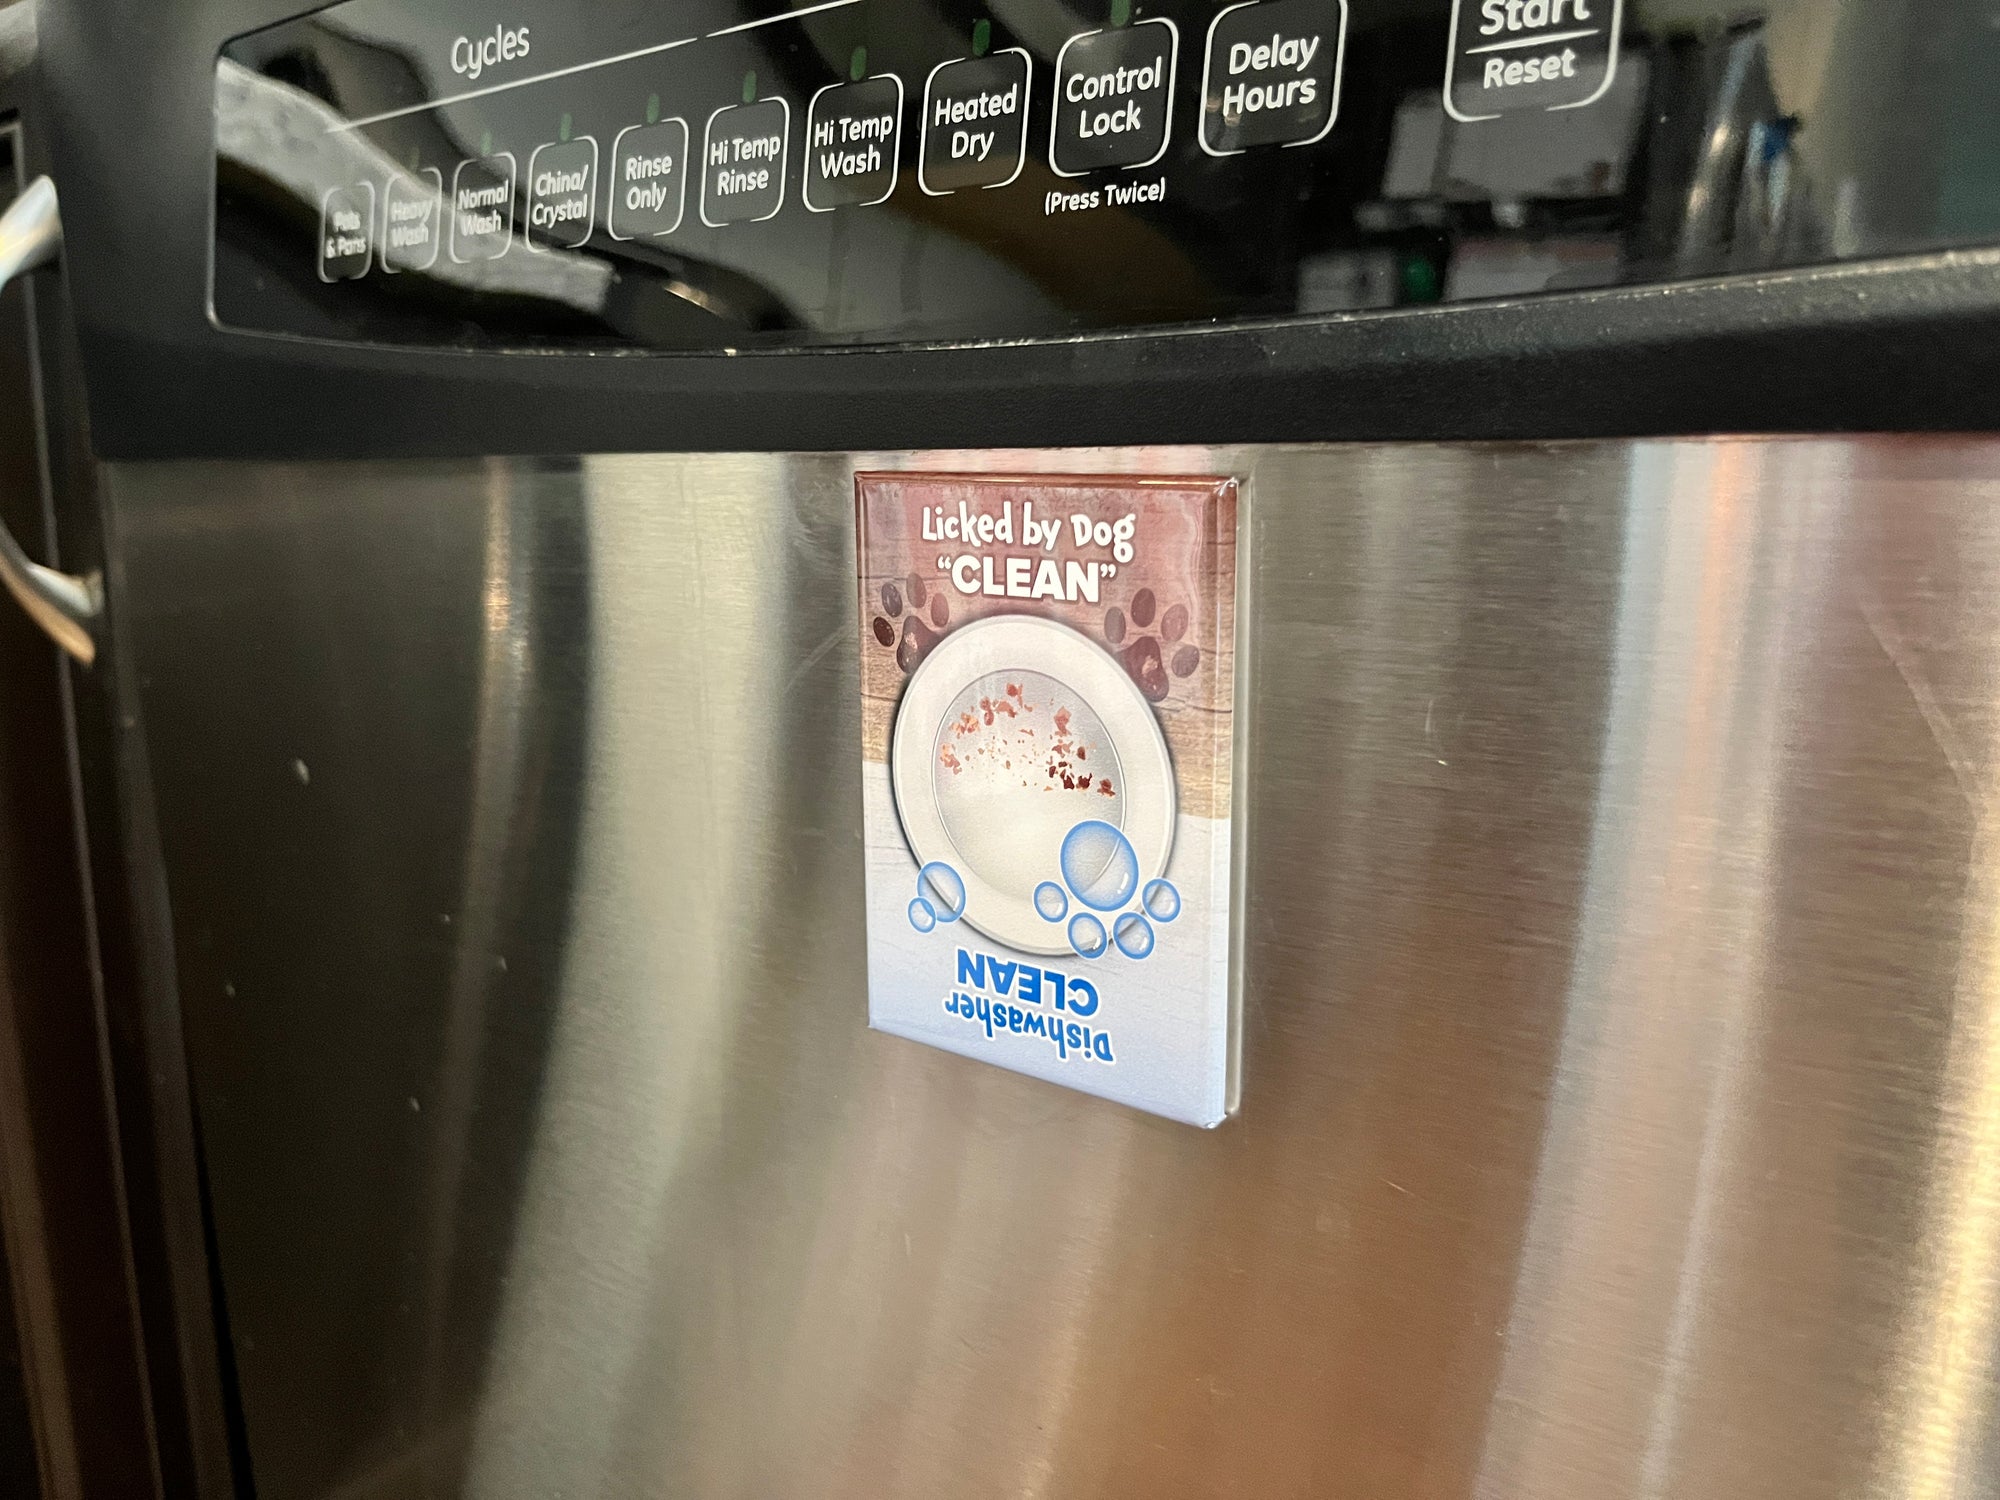 Cycles
Pots
& Pans
Heavy
Wash
Normal
Wash
China/
Crystal
Rinse
Only
Hi Temp
Rinse
Hi Temp
Wash
Heated
Dry
Control
Lock
(Press Twice)
Delay
Hours
Start
Reset
Licked by Dog
“CLEAN”
Dishwasher
CLEAN